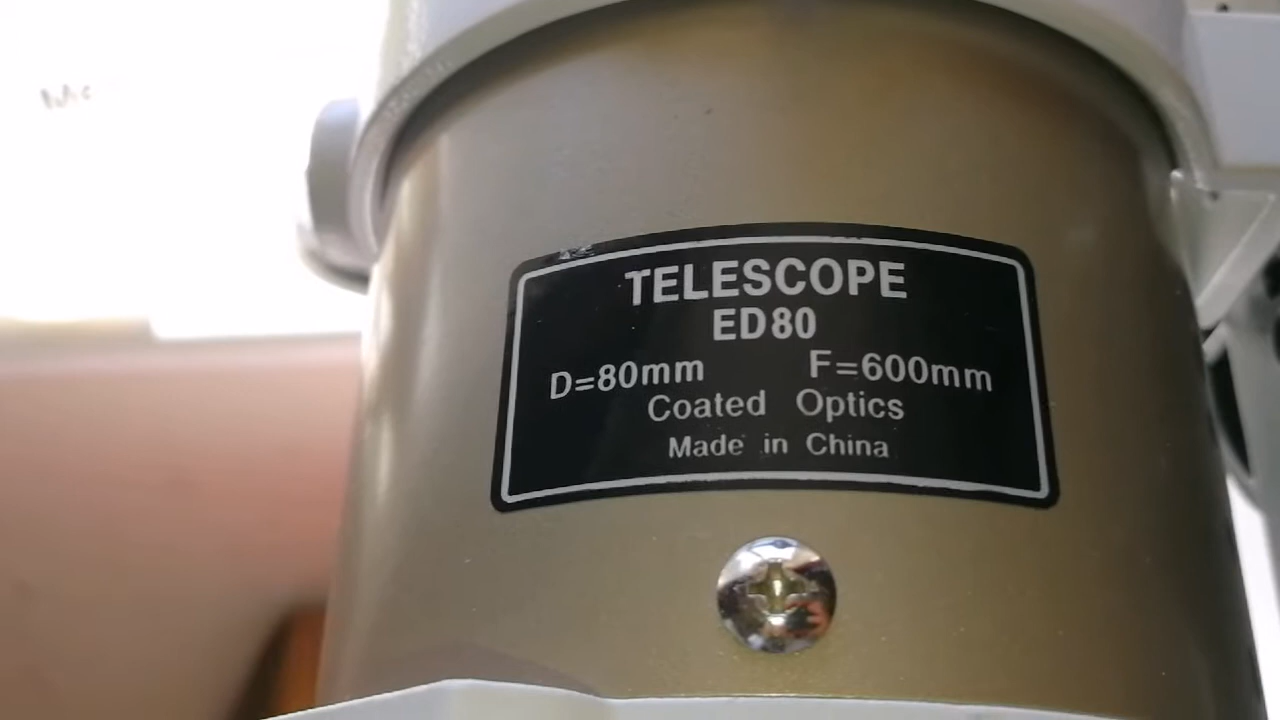 TELESCOPE
ED80
D=80mm F=600mm
Coated Optics
Made in China